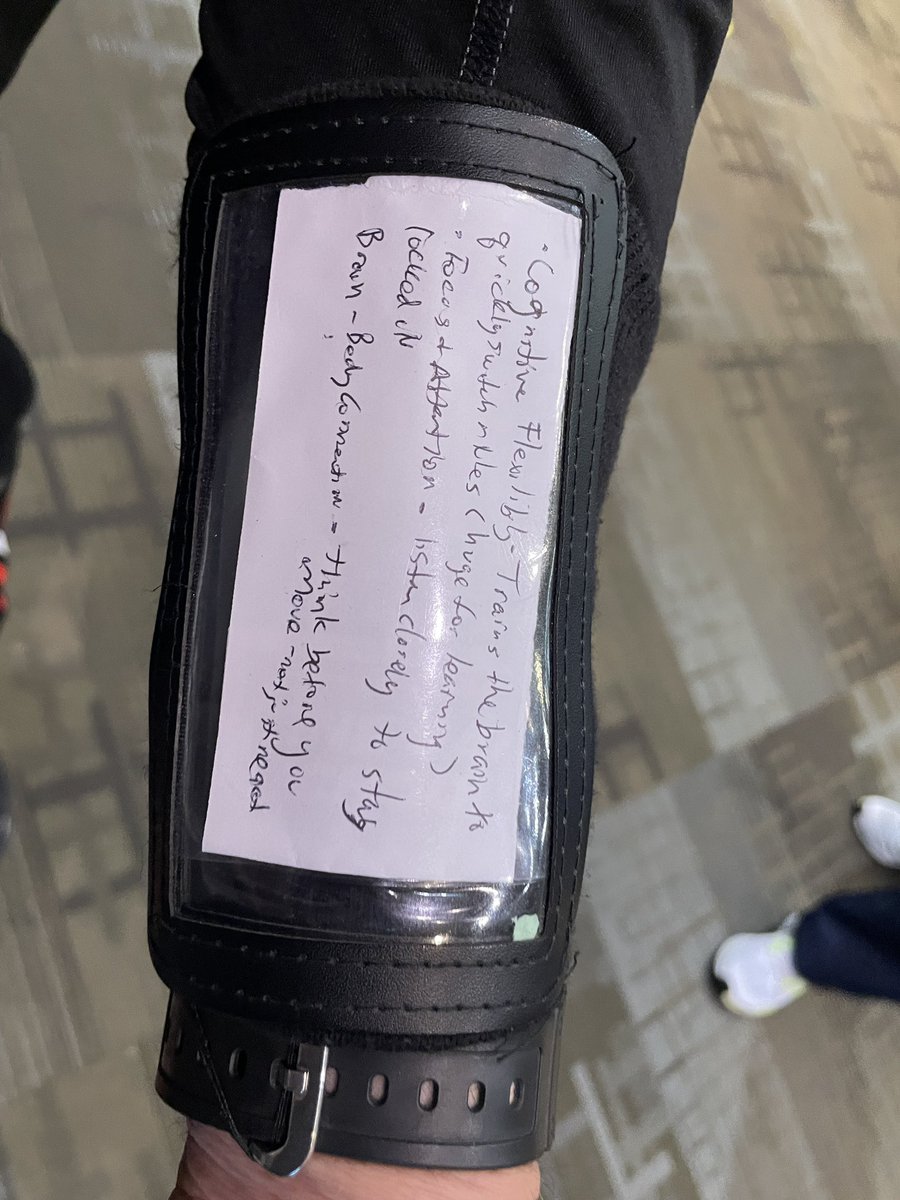 · Cognitive Flexibility - Trains the brain to
quickly switch rules (huge for learning)
· Focus & Attention - listen closely to stay
locked iN
Brain - Body Connection - think before you
move - not just react